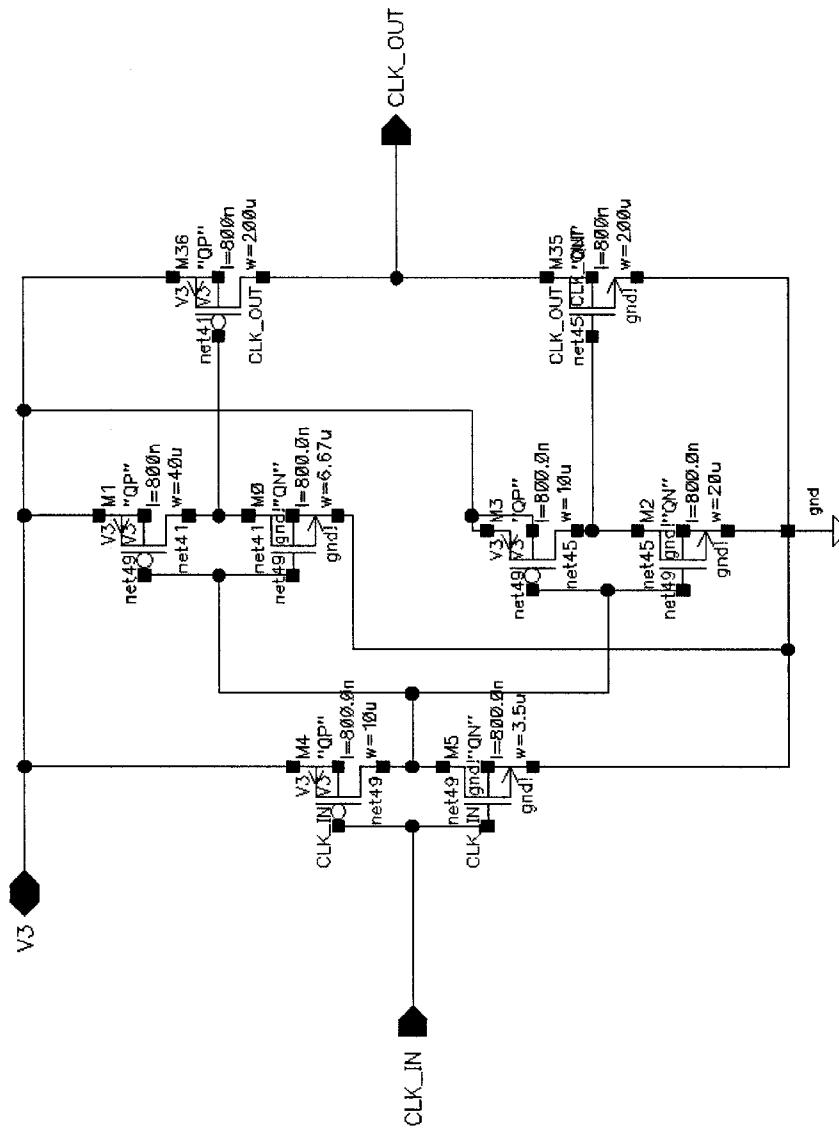 V3
CLK_IN
CLK_OUT
M36
V3
V3
"QP"
l=800n
w=200u
net41
CLK_OUT
M1
V3
V3
"QP"
l=800n
w=40u
net49
net41
M0
net41
gnd!
"QN"
l=800.0n
w=6.67u
net49
gnd!
M35
CLK_OUT
l=800n
w=200u
net45
gnd!
M3
V3
V3
"QP"
l=800.0n
w=10u
net49
net45
M2
net45
gnd!
"QN"
l=800.0n
w=20u
net49
gnd!
gnd
M4
V3
V3
"QP"
l=800.0n
w=10u
CLK_IN
net49
M5
net49
gnd!
"QN"
l=800.0n
w=3.5u
CLK_IN
gnd!